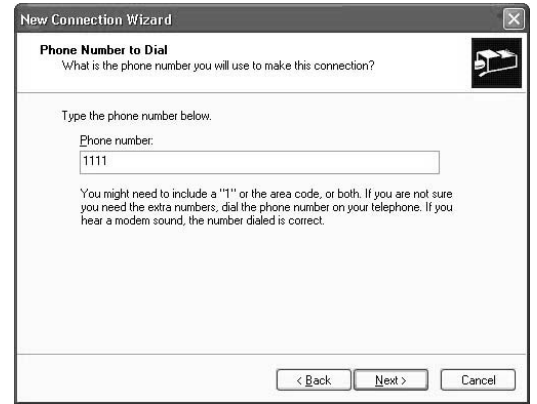 New Connection Wizard
Phone Number to Dial
What is the phone number you will use to make this connection?
Type the phone number below.
Phone number:
1111
You might need to include a "1" or the area code, or both. If you are not sure
you need the extra numbers, dial the phone number on your telephone. If you
hear a modem sound, the number dialed is correct.
< Back Next > Cancel